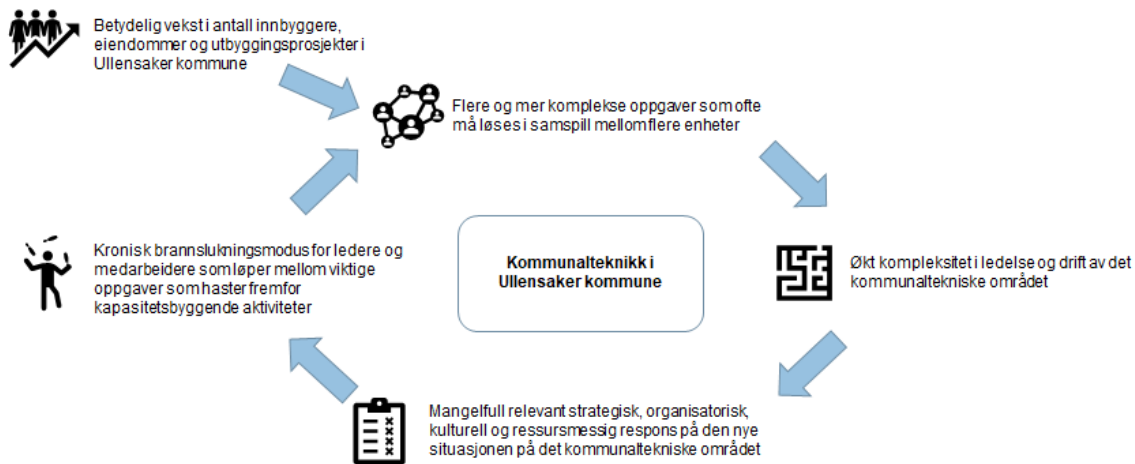 Betydelig vekst i antall innbyggere,
eiendommer og utbyggingsprosjekter i
Ullensaker kommune
Flere og mer komplekse oppgaver som ofte
må løses i samspill mellom flere enheter
Kronisk brannslukningsmodus for ledere og
medarbeidere som løper mellom viktige
oppgaver som haster fremfor
kapasitetsbyggende aktiviteter
Kommunalteknikk i
Ullensaker kommune
Økt kompleksitet i ledelse og drift av det
kommunaltekniske området
Mangelfull relevant strategisk, organisatorisk,
kulturell og ressursmessig respons på den nye
situasjonen på det kommunaltekniske området